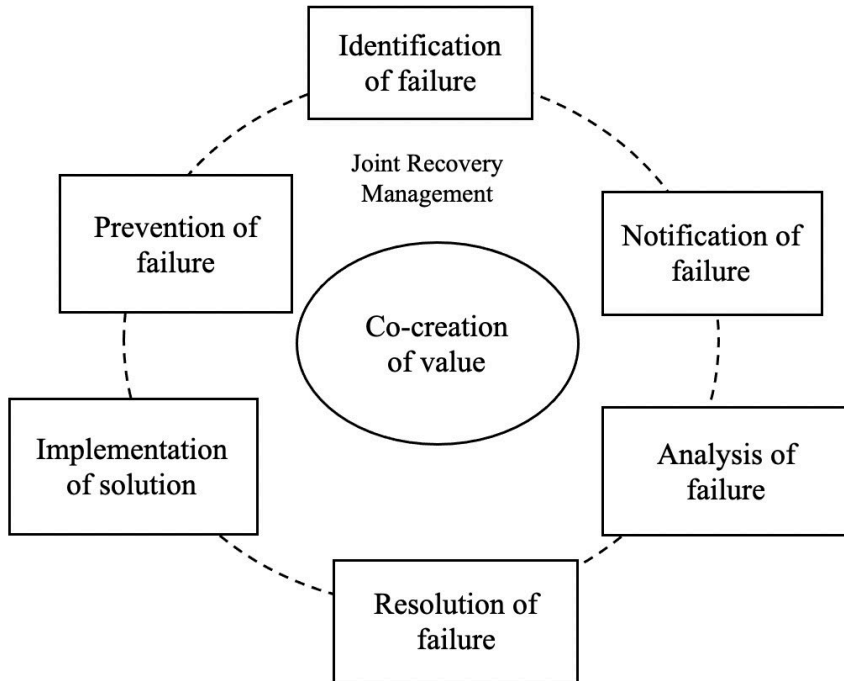 Identification
of failure
Joint Recovery
Management
Prevention of
failure
Notification of
failure
Co-creation
of value
Implementation
of solution
Analysis of
failure
Resolution of
failure